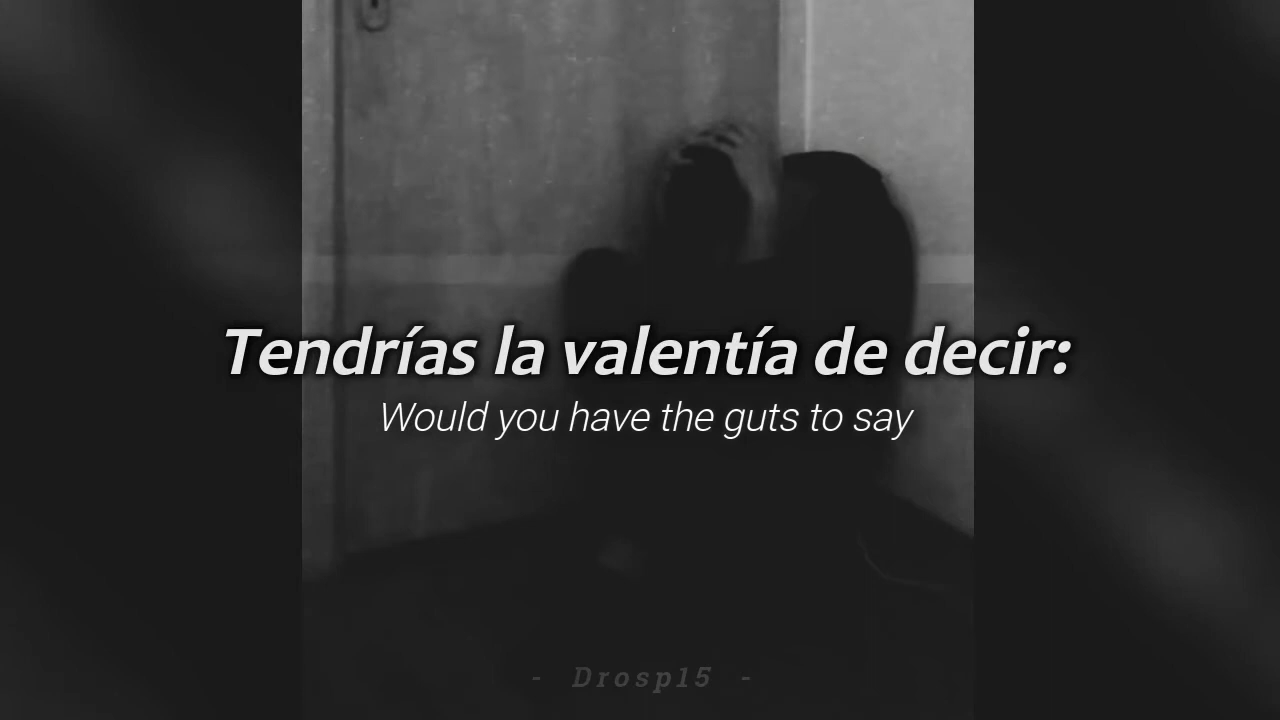 Tendrías la valentía de decir:
Would you have the guts to say
- Drosp15 -